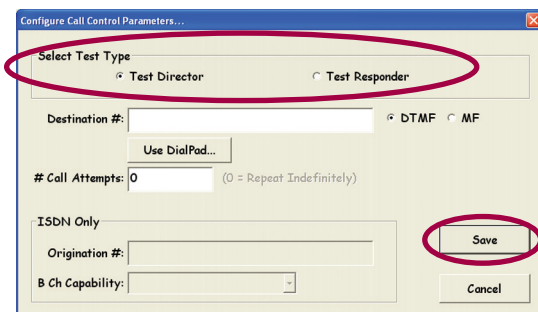 Configure Call Control Parameters...
Select Test Type
Test Director Test Responder
Destination #: DTMF MF
Use DialPad...
# Call Attempts: 0 (0 = Repeat Indefinitely)
ISDN Only
Origination #:
Save
B Ch Capability:
Cancel